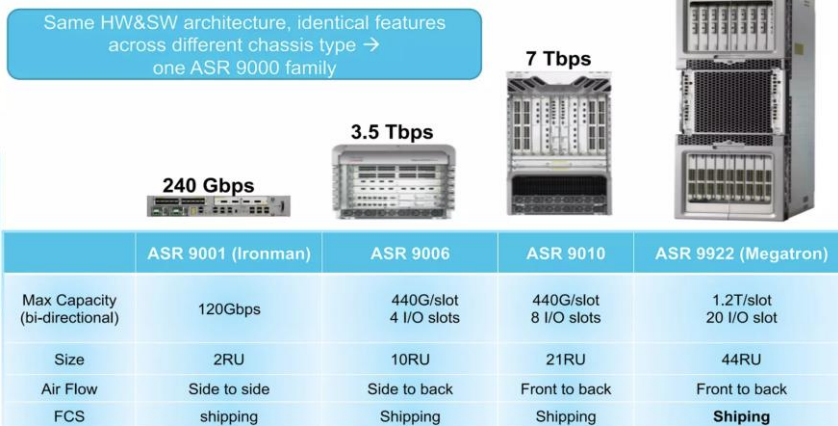 Same HW&SW architecture, identical features
across different chassis type →
one ASR 9000 family
7 Tbps
3.5 Tbps
240 Gbps
ASR 9001 (Ironman) ASR 9006 ASR 9010 ASR 9922 (Megatron)
Max Capacity
(bi-directional)
120Gbps
440G/slot
4 I/O slots
440G/slot
8 I/O slots
1.2T/slot
20 I/O slot
Size 2RU 10RU 21RU 44RU
Air Flow Side to side Side to back Front to back Front to back
FCS shipping Shipping Shipping Shiping